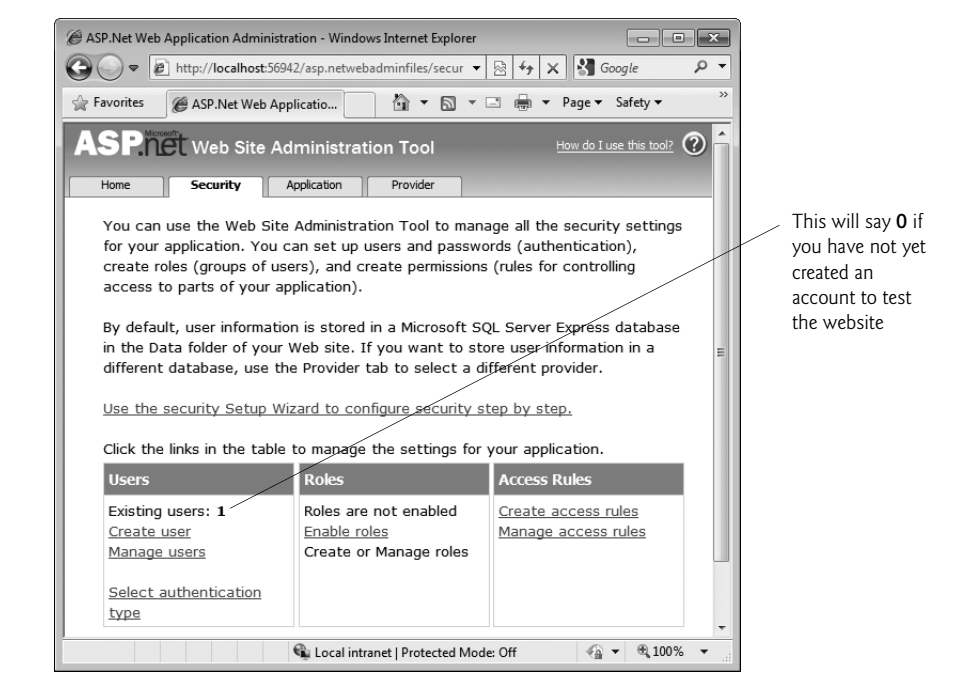 ASP.Net Web Application Administration - Windows Internet Explorer
http://localhost:56942/asp.netwebadminfiles/secur
Google
Favorites
ASP.Net Web Applicatio...
Page
Safety
»
Microsoft
ASP.net Web Site Administration Tool
How do I use this tool?
?
Home
Security
Application
Provider
You can use the Web Site Administration Tool to manage all the security settings
for your application. You can set up users and passwords (authentication),
create roles (groups of users), and create permissions (rules for controlling
access to parts of your application).
By default, user information is stored in a Microsoft SQL Server Express database
in the Data folder of your Web site. If you want to store user information in a
different database, use the Provider tab to select a different provider.
Use the security Setup Wizard to configure security step by step.
Click the links in the table to manage the settings for your application.
Users
Existing users: 1
Create user
Manage users
Select authentication
type
Roles
Roles are not enabled
Enable roles
Create or Manage roles
Access Rules
Create access rules
Manage access rules
Local intranet | Protected Mode: Off
100%
This will say 0 if
you have not yet
created an
account to test
the website